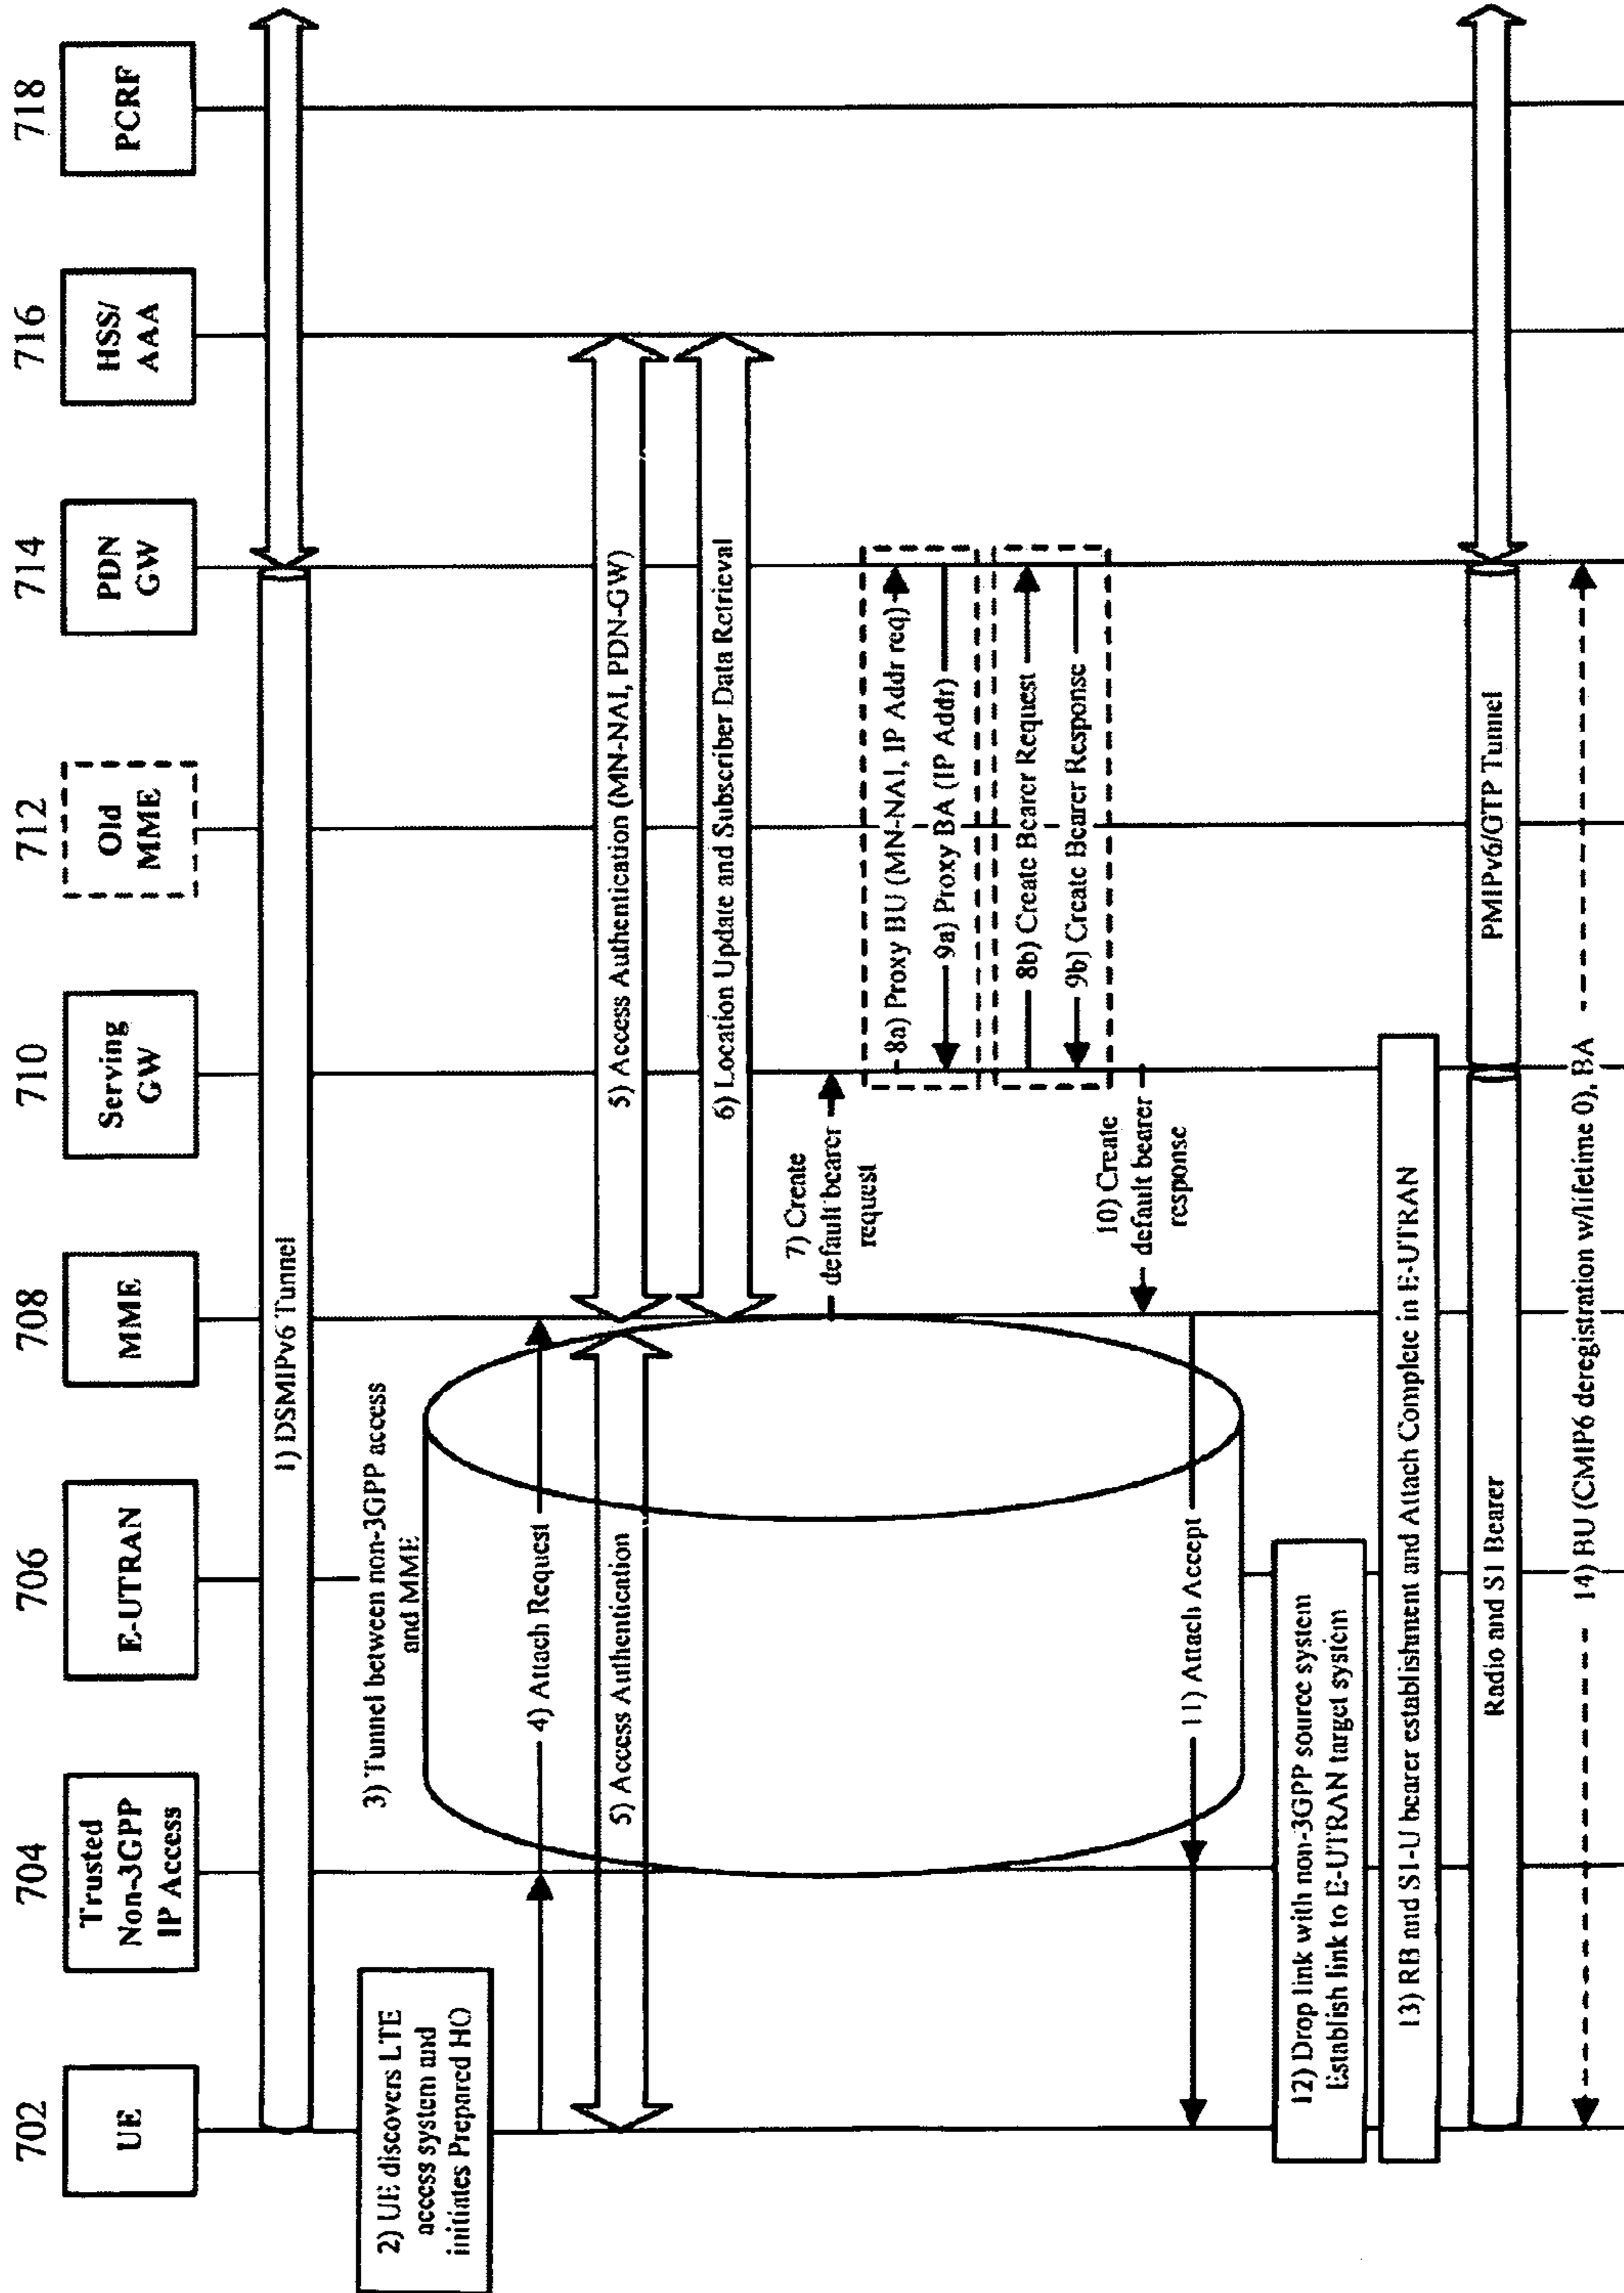 702
704
706
708
710
712
714
716
718
UE
Trusted
Non-3GPP
IP Access
E-UTRAN
MME
Serving
GW
Old
MME
PDN
GW
HSS/
AAA
PCRF
1) DSMIPv6 Tunnel
2) UE discovers LTE
access system and
initiates Prepared HO
3) Tunnel between non-3GPP access
and MME
4) Attach Request
5) Access Authentication
5) Access Authentication (MN-NAI, PDN-GW)
6) Location Update and Subscriber Data Retrieval
7) Create
default bearer
request
8a) Proxy BU (MN-NAI, IP Addr req)
9a) Proxy BA (IP Addr)
8b) Create Bearer Request
9b) Create Bearer Response
10) Create
default bearer
response
11) Attach Accept
12) Drop link with non-3GPP source system
Establish link to E-UTRAN target system
13) RB and S1-U bearer establishment and Attach Complete in E-UTRAN
Radio and S1 Bearer
PMIPv6/GTP Tunnel
14) BU (CMIP6 deregistration w/lifetime 0), BA